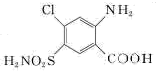 Cl NH₂
H₂NO₂S COOH